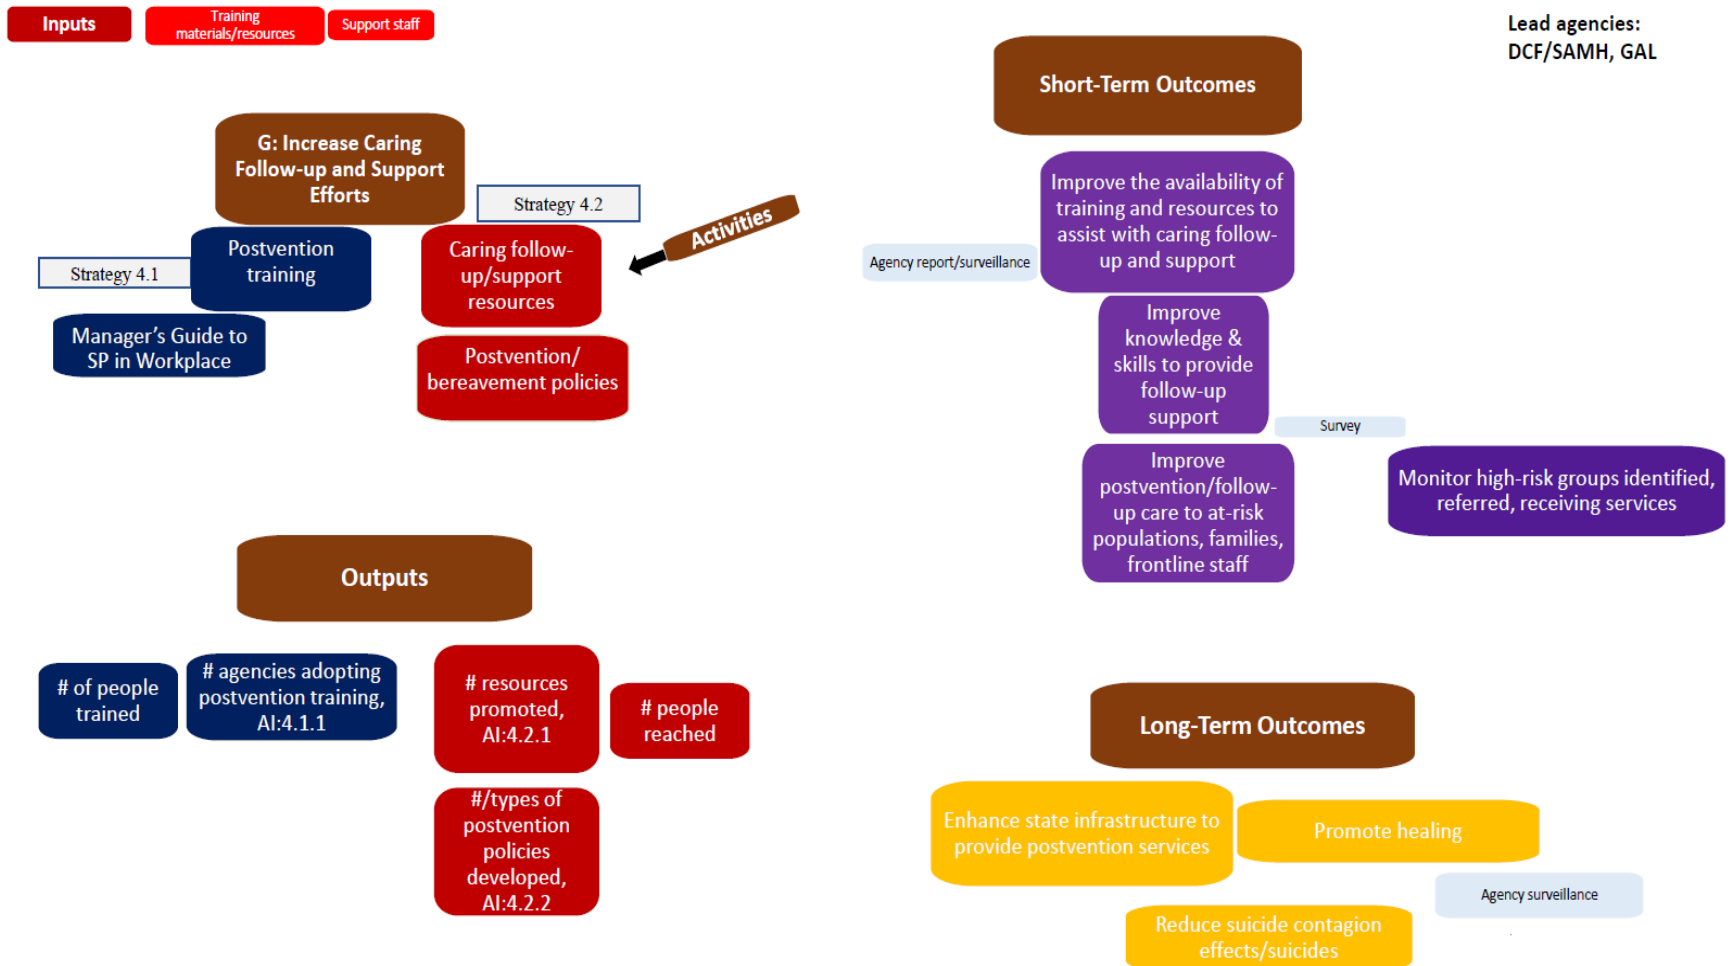 Inputs
Training
materials/resources
Support staff
Lead agencies:
DCF/SAMH, GAL
G: Increase Caring
Follow-up and Support
Efforts
Strategy 4.2
Activities
Strategy 4.1
Postvention
training
Caring follow-
up/support
resources
Manager’s Guide to
SP in Workplace
Postvention/
bereavement policies
Outputs
# of people
trained
# agencies adopting
postvention training,
AI:4.1.1
# resources
promoted,
AI:4.2.1
# people
reached
#/types of
postvention
policies
developed,
AI:4.2.2
Short-Term Outcomes
Improve the availability of
training and resources to
assist with caring follow-
up and support
Agency report/surveillance
Improve
knowledge &
skills to provide
follow-up
support
Survey
Improve
postvention/follow-
up care to at-risk
populations, families,
frontline staff
Monitor high-risk groups identified,
referred, receiving services
Long-Term Outcomes
Enhance state infrastructure to
provide postvention services
Promote healing
Agency surveillance
Reduce suicide contagion
effects/suicides